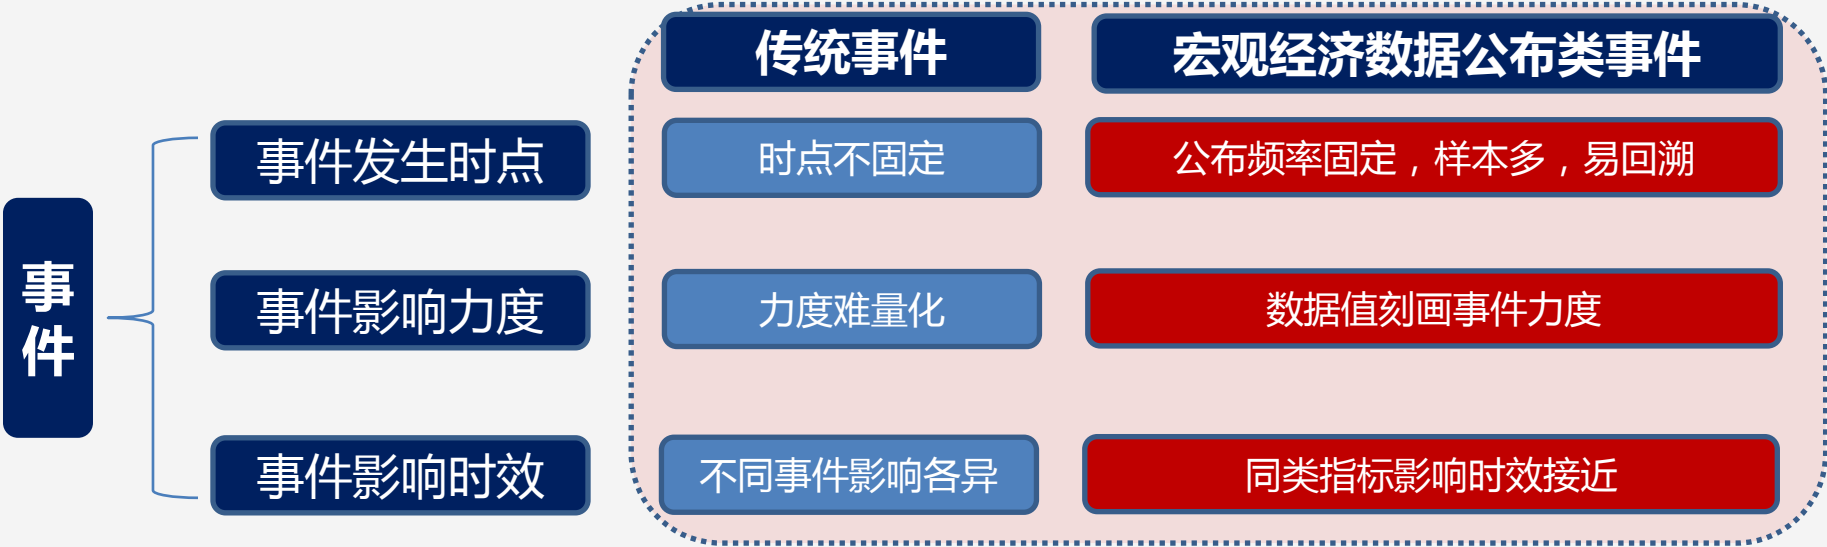 传统事件
宏观经济数据公布类事件
事件发生时点
时点不固定
公布频率固定，样本多，易回溯
事
件
事件影响力度
力度难量化
数据值刻画事件力度
事件影响时效
不同事件影响各异
同类指标影响时效接近